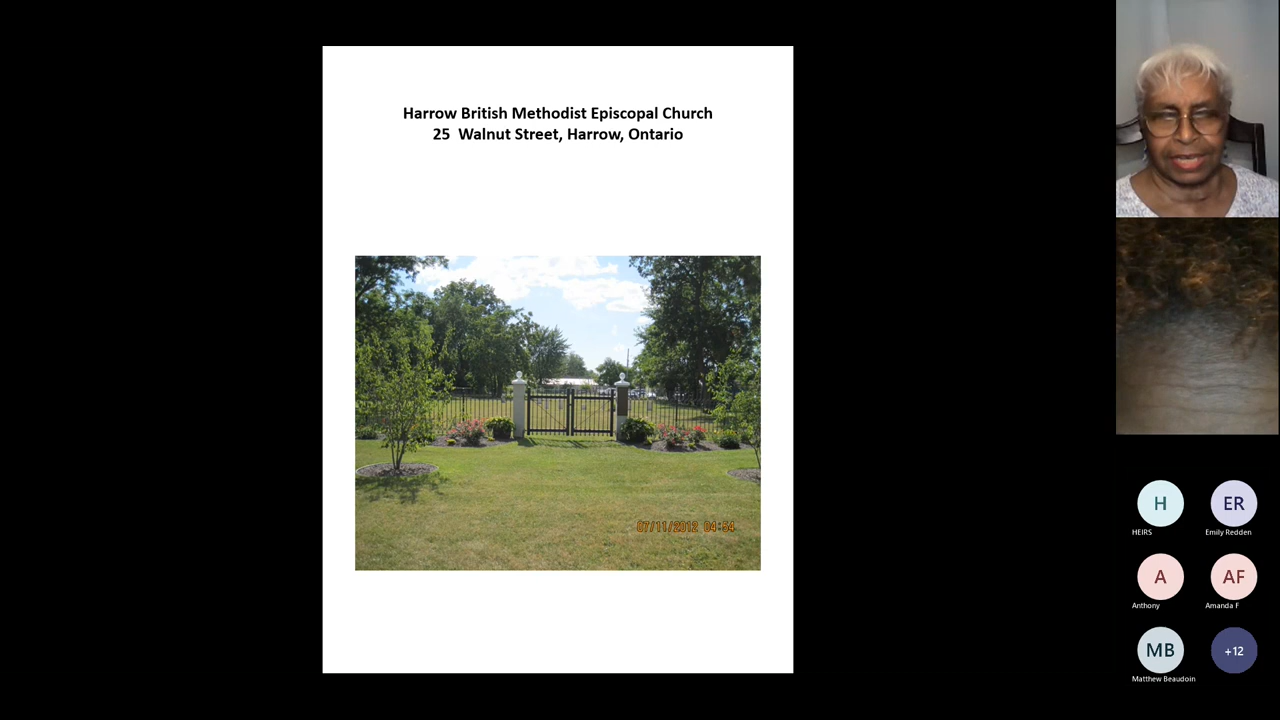 Harrow British Methodist Episcopal Church
25 Walnut Street, Harrow, Ontario
07/11/2012 04:54
H
ER
HEIRS
Emily Redden
A
AF
Anthony
Amanda F
MB
+12
Matthew Beaudoin